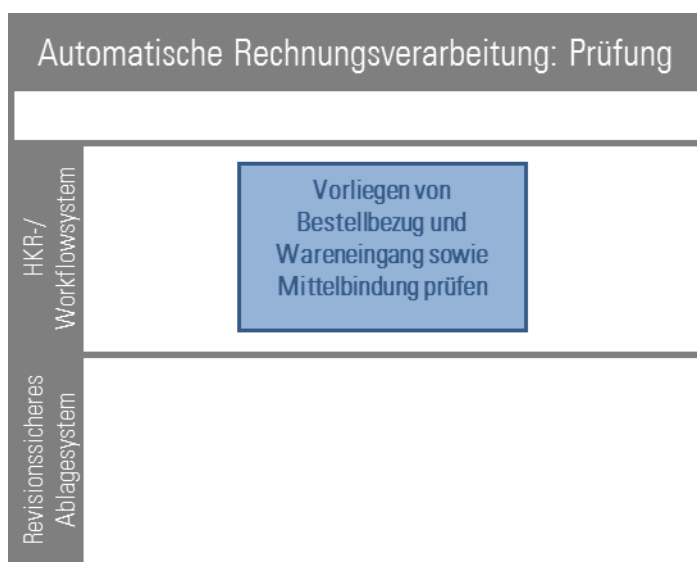 Automatische Rechnungsverarbeitung: Prüfung
HKR-/
Workflowsystem
Vorliegen von
Bestellbezug und
Wareneingang sowie
Mittelbindung prüfen
Revisionssicheres
Ablagesystem